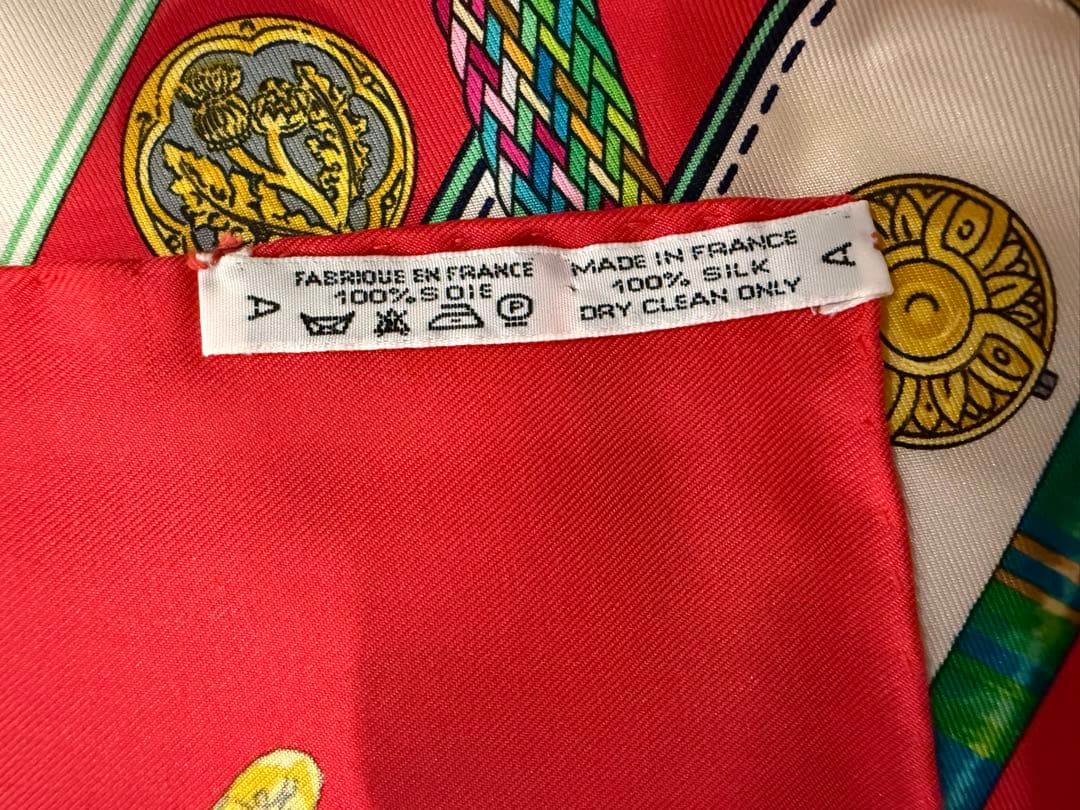 A
FABRIQUE EN FRANCE
100% SOIE
P
MADE IN FRANCE
100% SILK
DRY CLEAN ONLY
A